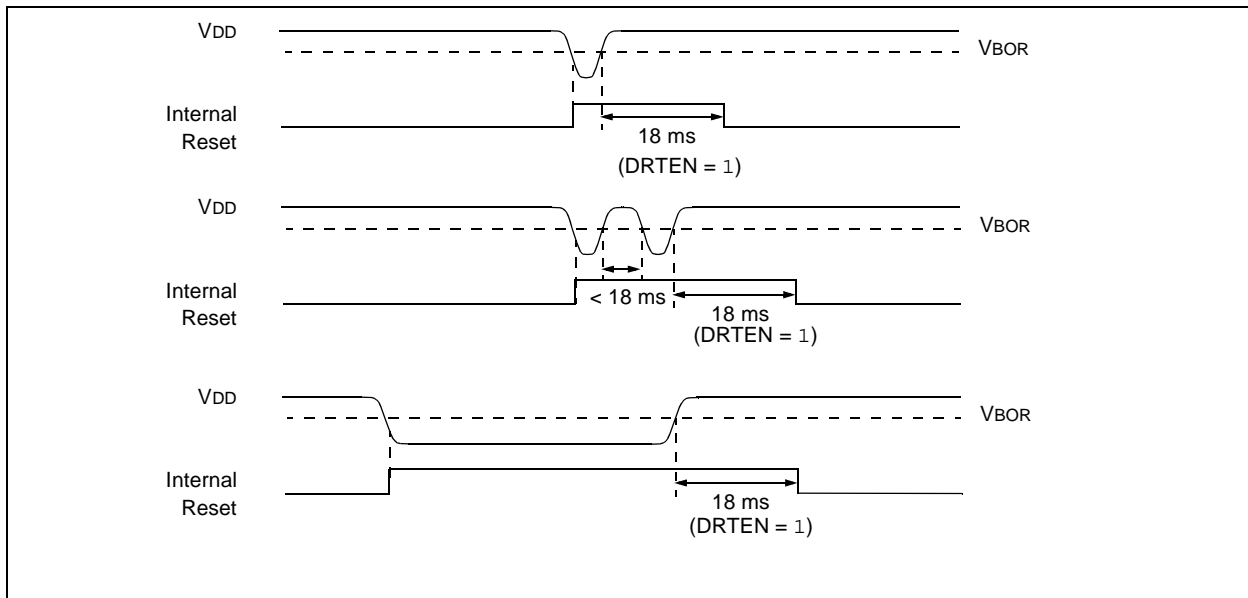 VDD
VBOR
Internal
Reset
18 ms
(DRTEN = 1)
VDD
VBOR
Internal
Reset
< 18 ms
18 ms
(DRTEN = 1)
VDD
VBOR
Internal
Reset
18 ms
(DRTEN = 1)